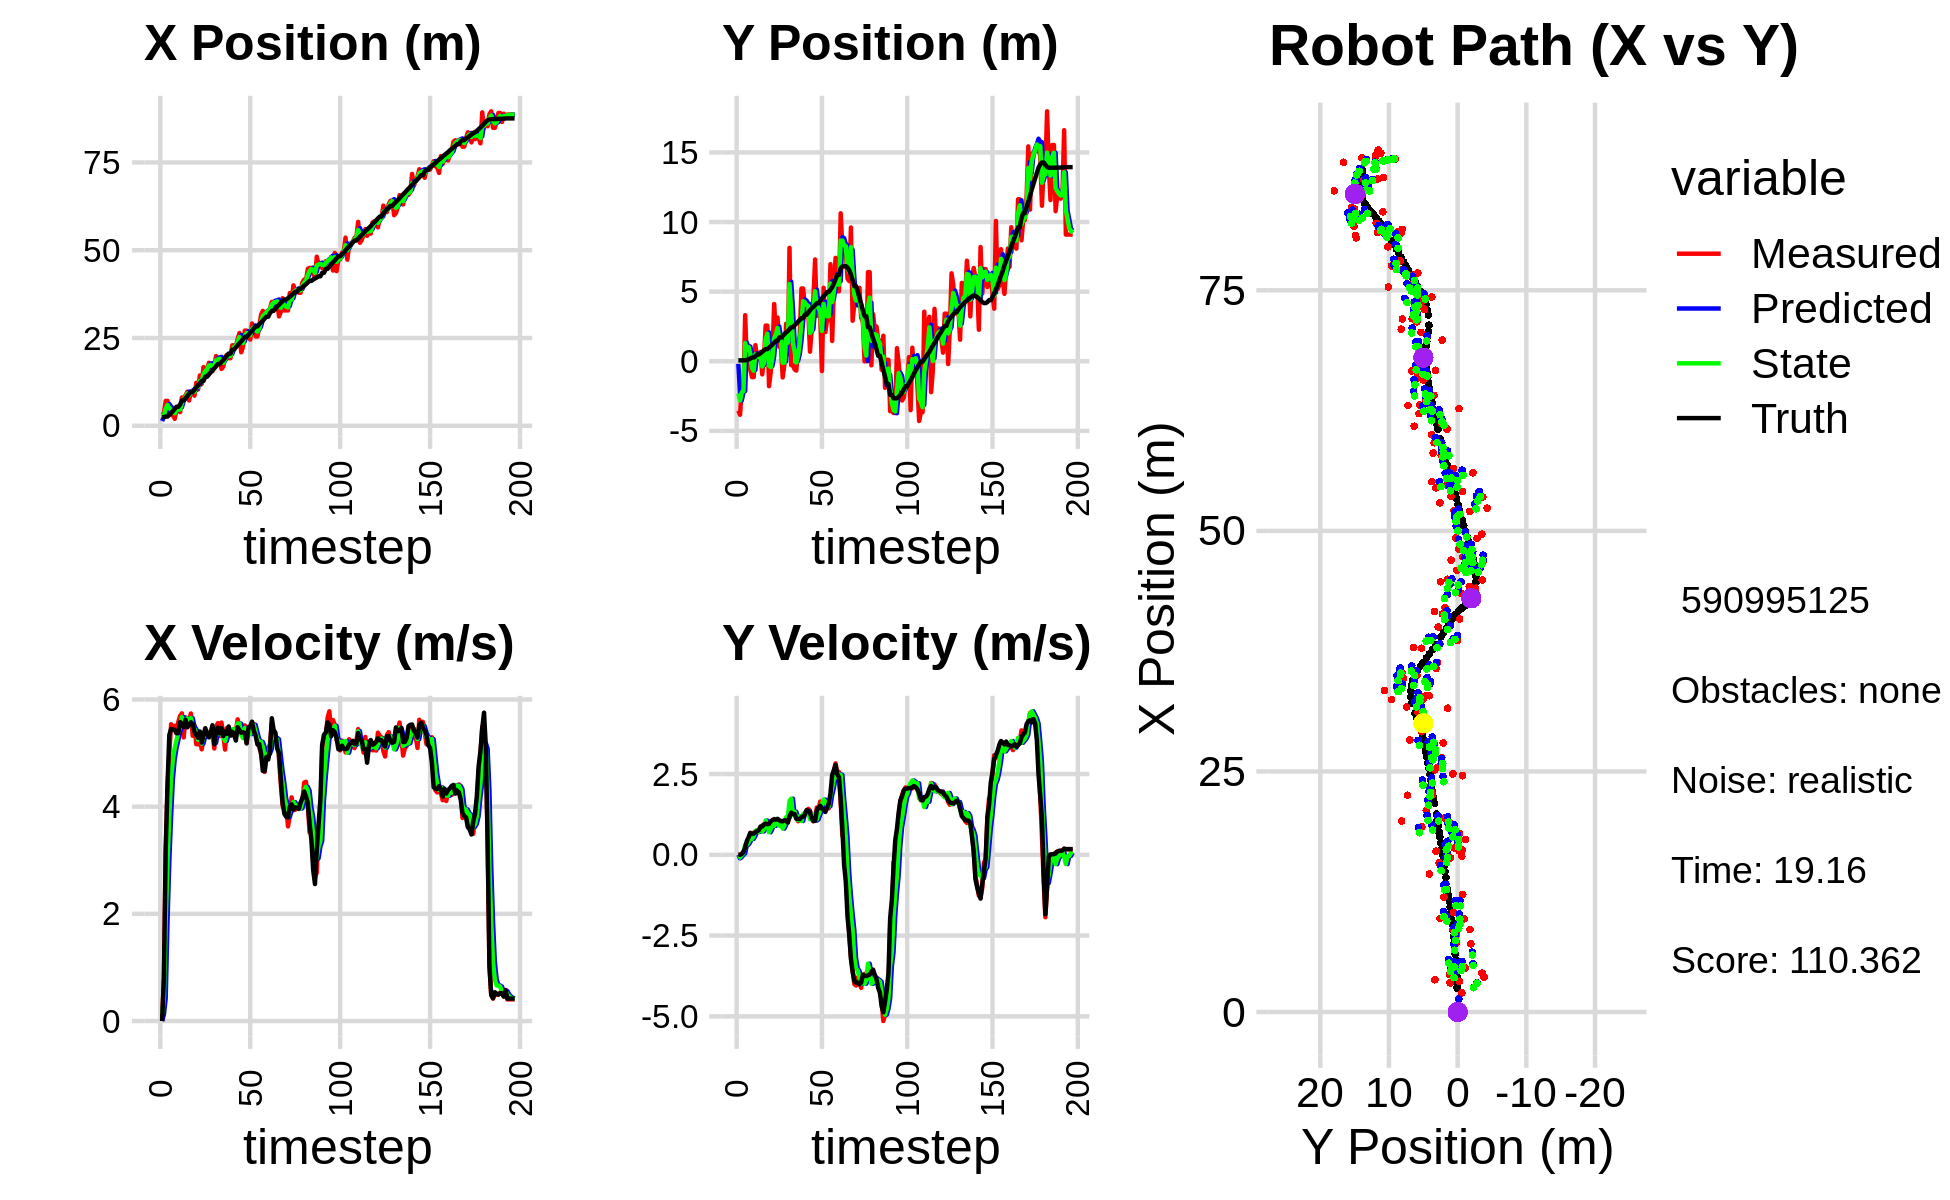 X Position (m)
75
50
25
0
0
50
100
150
200
timestep
Y Position (m)
15
10
5
0
-5
0
50
100
150
200
timestep
X Velocity (m/s)
6
4
2
0
0
50
100
150
200
timestep
Y Velocity (m/s)
2.5
0.0
-2.5
-5.0
0
50
100
150
200
timestep
Robot Path (X vs Y)
X Position (m)
75
50
25
0
20 10 0 -10 -20
Y Position (m)
variable
Measured
Predicted
State
Truth
590995125
Obstacles: none
Noise: realistic
Time: 19.16
Score: 110.362